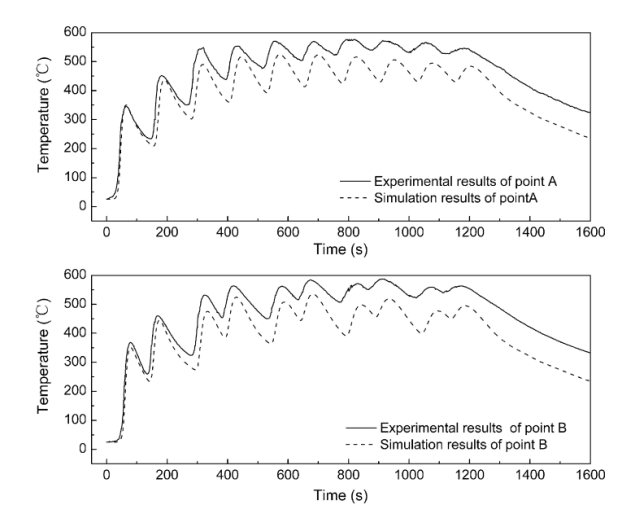 600
500
400
300
200
100
0
Temperature (℃)
Experimental results of point A
Simulation results of pointA
0 200 400 600 800 1000 1200 1400 1600
Time (s)
600
500
400
300
200
100
0
Temperature (℃)
Experimental results of point B
Simulation results of point B
0 200 400 600 800 1000 1200 1400 1600
Time (s)